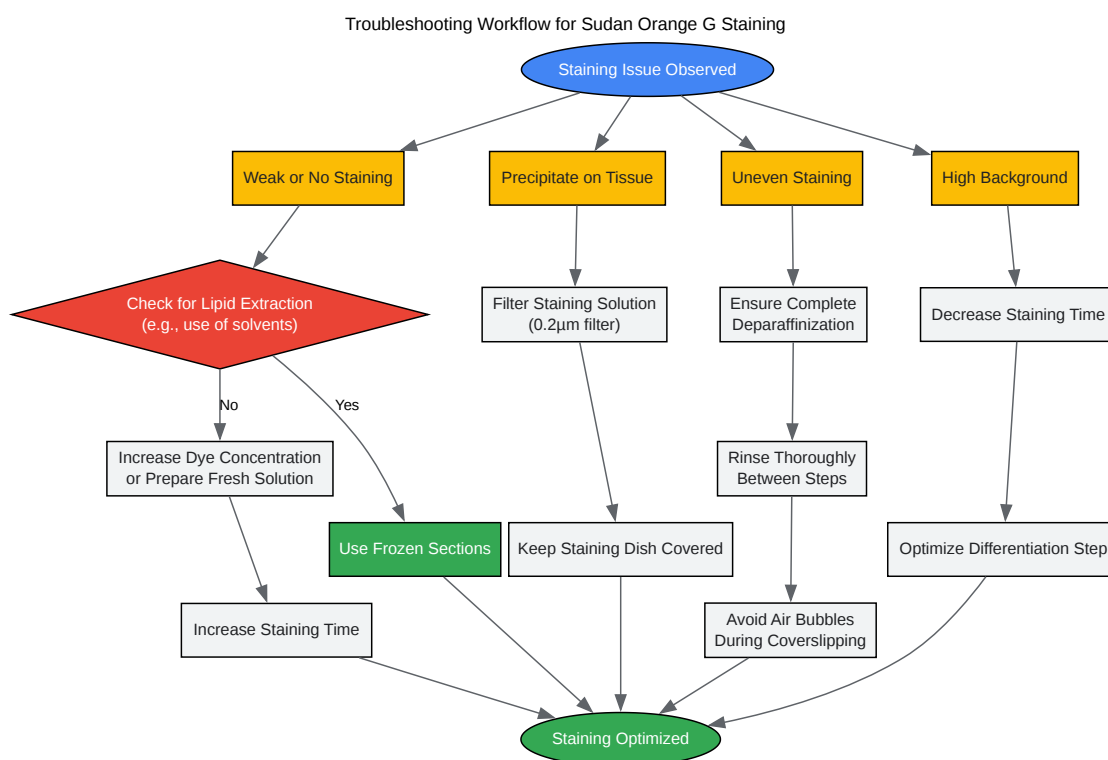 Troubleshooting Workflow for Sudan Orange G Staining
Staining Issue Observed
Weak or No Staining
Precipitate on Tissue
Uneven Staining
High Background
Check for Lipid Extraction
(e.g., use of solvents)
Filter Staining Solution
(0.2µm filter)
Ensure Complete
Deparaffinization
Decrease Staining Time
No
Yes
Increase Dye Concentration
or Prepare Fresh Solution
Rinse Thoroughly
Between Steps
Use Frozen Sections
Keep Staining Dish Covered
Optimize Differentiation Step
Increase Staining Time
Avoid Air Bubbles
During Coverslipping
Staining Optimized